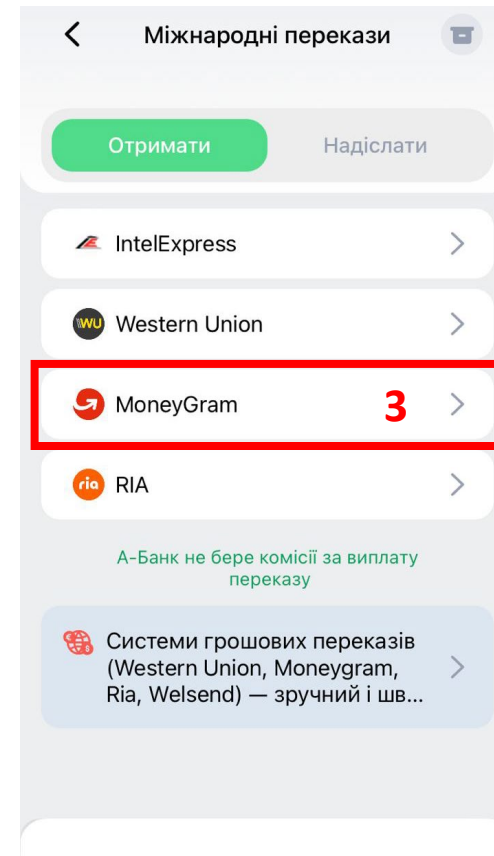 Міжнародні перекази
Отримати Надіслати
IntelExpress
WU Western Union
MoneyGram 3
ria RIA
А-Банк не бере комісії за виплату
переказу
Системи грошових переказів
(Western Union, Moneygram,
Ria, Welsend) — зручний і шв...